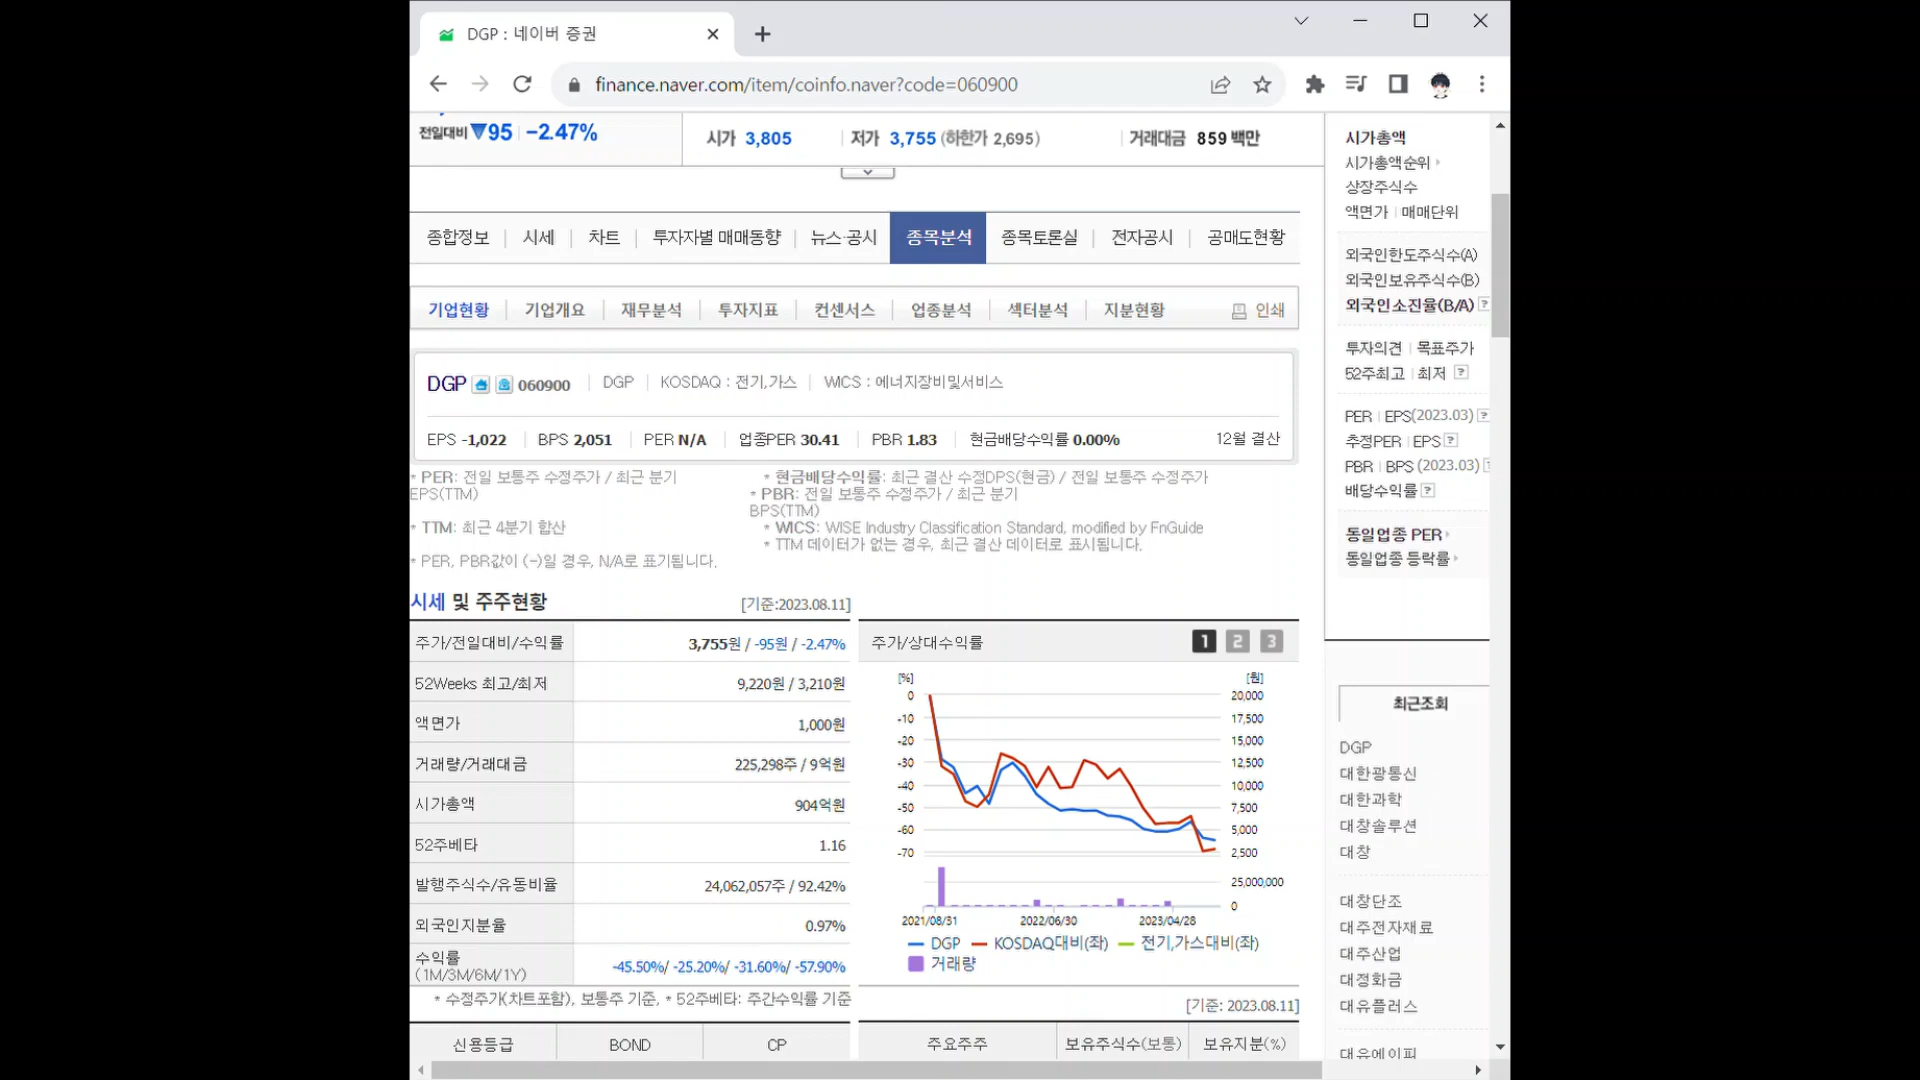 DGP : 네이버 증권
finance.naver.com/item/coinfo.naver?code=060900
전일대비 ▼95 -2.47%
시가 3,805 저가 3,755 (하한가 2,695) 거래대금 859 백만
종합정보 시세 차트 투자자별 매매동향 뉴스·공시 종목분석 종목토론실 전자공시 공매도현황
기업현황 기업개요 재무분석 투자지표 컨센서스 업종분석 섹터분석 지분현황 인쇄
DGP 060900 DGP KOSDAQ : 전기,가스 WICS : 에너지장비및서비스
EPS -1,022 BPS 2,051 PER N/A 업종PER 30.41 PBR 1.83 현금배당수익률 0.00% 12월 결산
* PER: 전일 보통주 수정주가 / 최근 분기
EPS(TTM)
* 현금배당수익률: 최근 결산 수정DPS(현금) / 전일 보통주 수정주가
* PBR: 전일 보통주 수정주가 / 최근 분기
BPS(TTM)
* TTM: 최근 4분기 합산
* WICS: WISE Industry Classification Standard, modified by FnGuide
* TTM 데이터가 없는 경우, 최근 결산 데이터로 표시됩니다.
* PER, PBR값이 (-)일 경우, N/A로 표기됩니다.
시세 및 주주현황 [기준:2023.08.11]
주가/전일대비/수익률 3,755원 / -95원 / -2.47%
52Weeks 최고/최저 9,220원 / 3,210원
액면가 1,000원
거래량/거래대금 225,298주 / 9억원
시가총액 904억원
52주베타 1.16
발행주식수/유동비율 24,062,057주 / 92.42%
외국인지분율 0.97%
수익률
(1M/3M/6M/1Y) -45.50%/ -25.20%/ -31.60%/ -57.90%
* 수정주가(차트포함), 보통주 기준, * 52주베타: 주간수익률 기준
신용등급 BOND CP
주가/상대수익률 1 2 3
[%] [원]
0 20,000
-10 17,500
-20 15,000
-30 12,500
-40 10,000
-50 7,500
-60 5,000
-70 2,500
25,000,000
0
2021/08/31 2022/06/30 2023/04/28
DGP KOSDAQ대비(좌) 전기,가스대비(좌)
거래량
[기준: 2023.08.11]
주요주주 보유주식수(보통) 보유지분(%)
시가총액
시가총액순위
상장주식수
액면가 매매단위
외국인한도주식수(A)
외국인보유주식수(B)
외국인소진율(B/A) ?
투자의견 목표주가
52주최고 최저 ?
PER EPS(2023.03) ?
추정PER EPS ?
PBR BPS (2023.03) ?
배당수익률 ?
동일업종 PER
동일업종 등락률
최근조회
DGP
대한광통신
대한과학
대창솔루션
대창
대창단조
대주전자재료
대주산업
대정화금
대유플러스
대유에이피